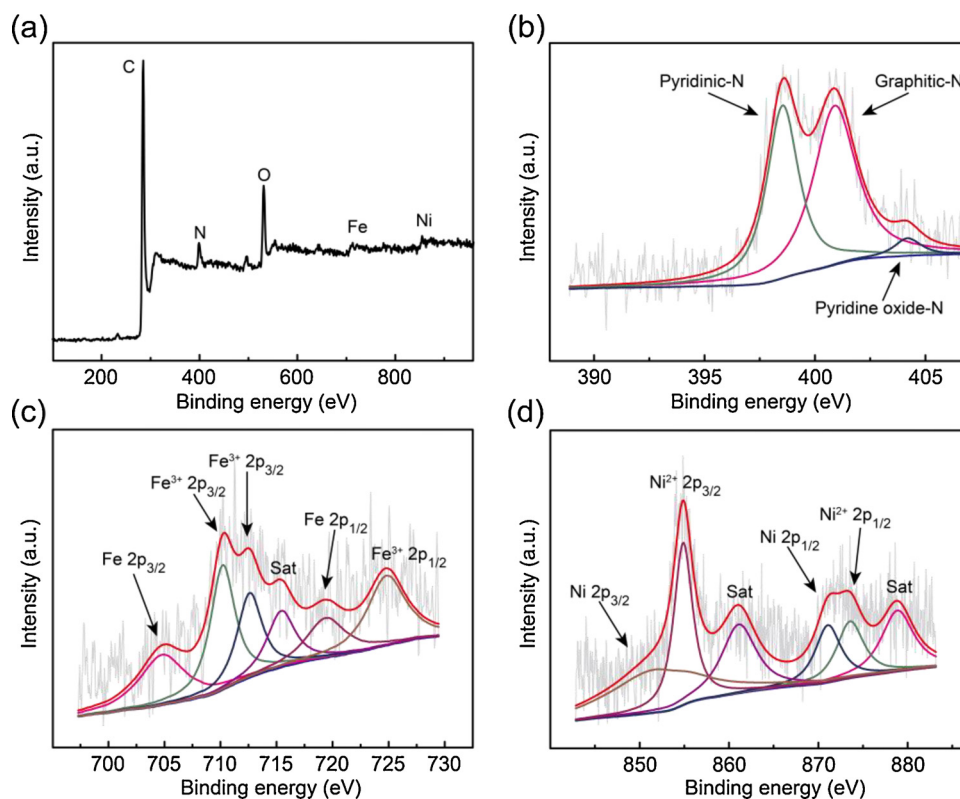 (a)
C
N
O
Fe
Ni
Intensity (a.u.)
200 400 600 800
Binding energy (eV)
(b)
Pyridinic-N
Graphitic-N
Pyridine oxide-N
Intensity (a.u.)
390 395 400 405
Binding energy (eV)
(c)
Fe³⁺ 2p₃/₂
Fe³⁺ 2p₃/₂
Fe 2p₃/₂
Sat
Fe 2p₁/₂
Fe³⁺ 2p₁/₂
Intensity (a.u.)
700 705 710 715 720 725 730
Binding energy (eV)
(d)
Ni²⁺ 2p₃/₂
Ni 2p₃/₂
Sat
Ni 2p₁/₂
Ni²⁺ 2p₁/₂
Sat
Intensity (a.u.)
850 860 870 880
Binding energy (eV)